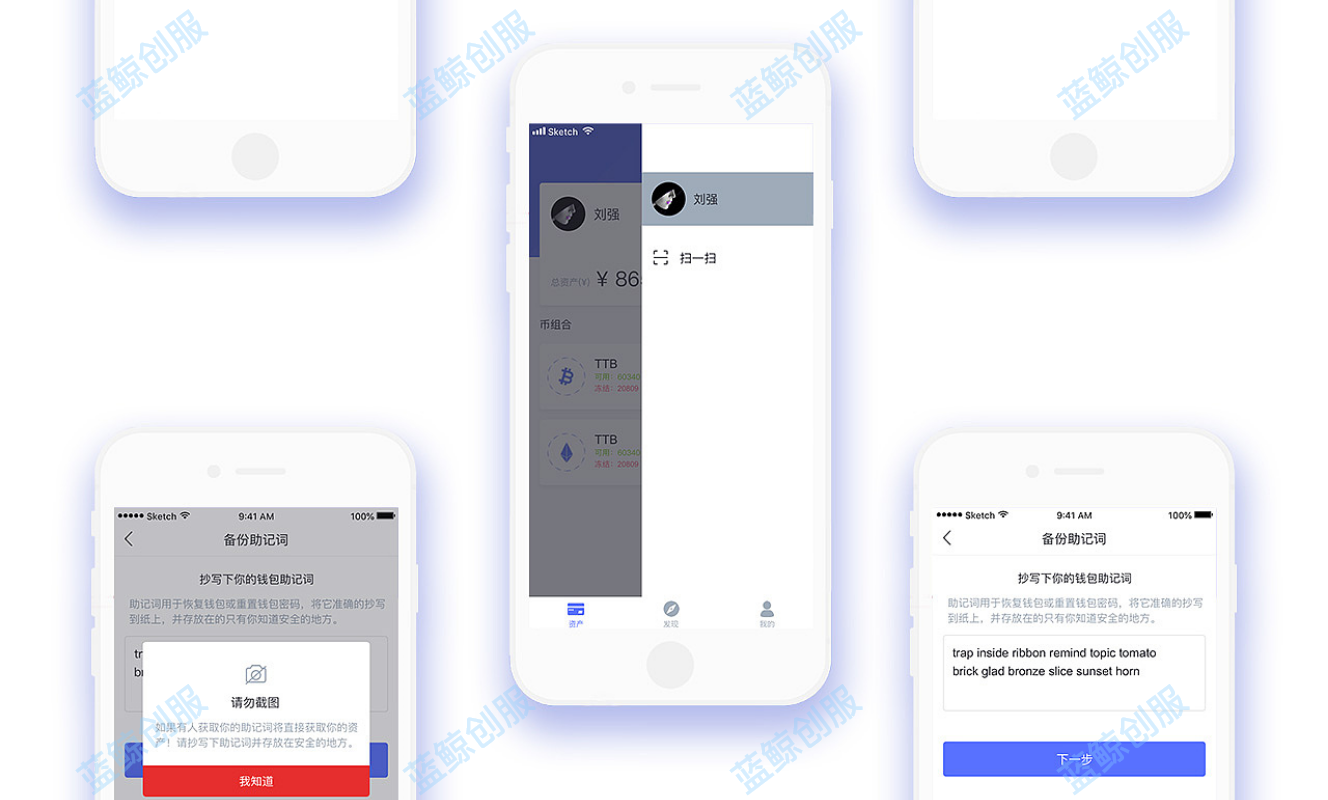 蓝鲸创服
蓝鲸创服
蓝鲸创服
蓝鲸创服
Sketch
刘强
总资产(¥) ¥ 86
币组合
TTB
可用: 60340
冻结: 20809
TTB
可用: 60340
冻结: 20809
刘强
扫一扫
资产
发现
我的
Sketch
9:41 AM
100%
备份助记词
抄写下你的钱包助记词
助记词用于恢复钱包或重置钱包密码，将它准确的抄写
到纸上，并存放在的只有你知道安全的地方。
tr
请勿截图
如果有人获取你的助记词将直接获取你的资
产！请抄写下助记词并存放在安全的地方。
我知道
Sketch
9:41 AM
100%
备份助记词
抄写下你的钱包助记词
助记词用于恢复钱包或重置钱包密码，将它准确的抄写
到纸上，并存放在的只有你知道安全的地方。
trap inside ribbon remind topic tomato
brick glad bronze slice sunset horn
下一步
蓝鲸创服
蓝鲸创服
蓝鲸创服
蓝鲸创服